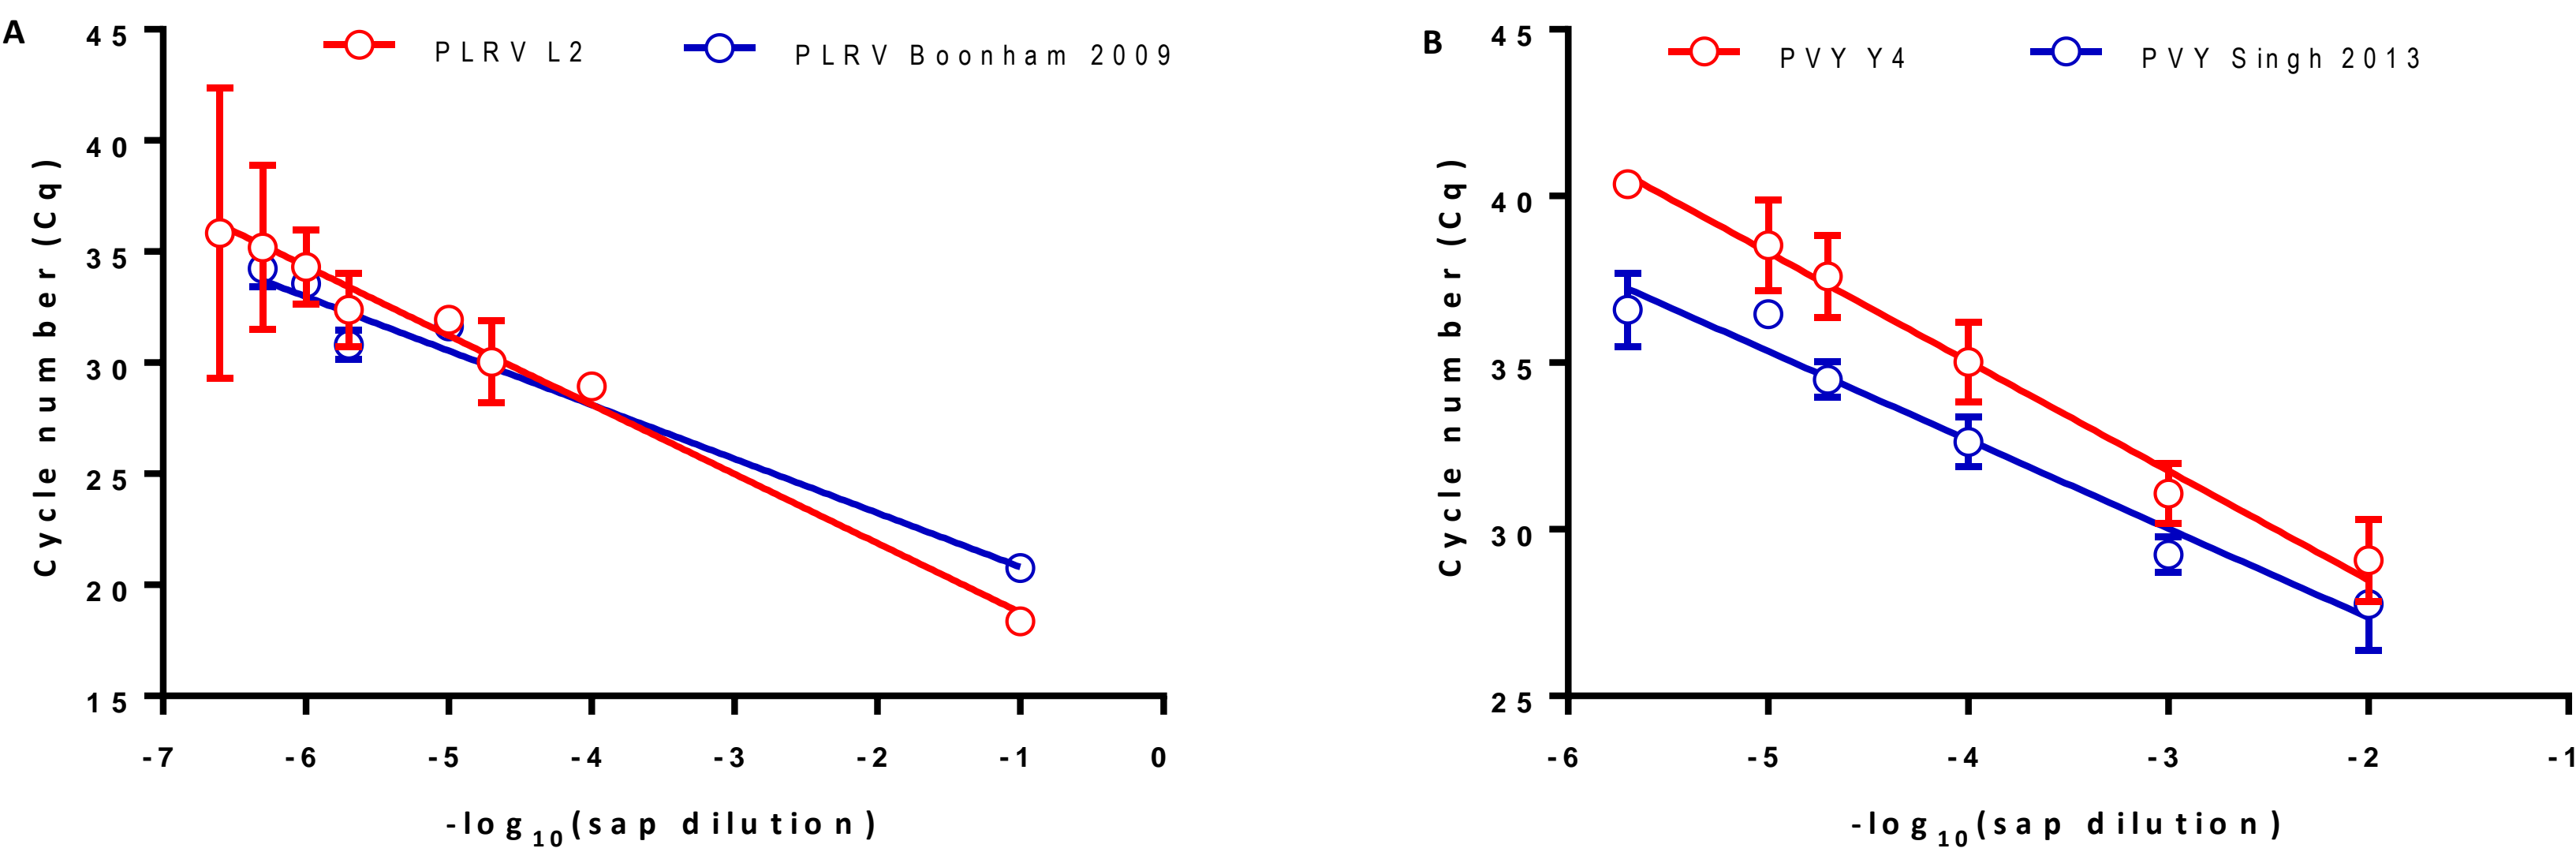 A
PLRV L2
PLRV Boonham 2009
Cycle number (Cq)
45
40
35
30
25
20
15
-7 -6 -5 -4 -3 -2 -1 0
-log10(sap dilution)
B
PVY Y4
PVY Singh 2013
Cycle number (Cq)
45
40
35
30
25
-6 -5 -4 -3 -2 -1
-log10(sap dilution)